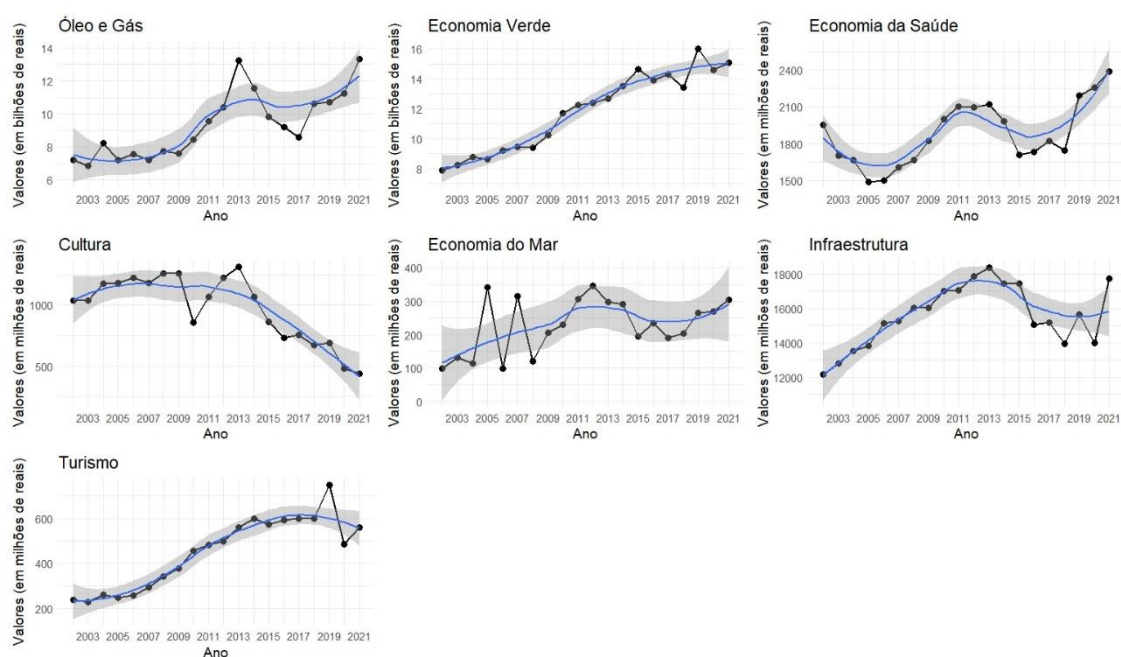 Óleo e Gás
Valores (em bilhões de reais)
14
12
10
8
6
2003 2005 2007 2009 2011 2013 2015 2017 2019 2021
Ano
Economia Verde
Valores (em bilhões de reais)
16
14
12
10
8
2003 2005 2007 2009 2011 2013 2015 2017 2019 2021
Ano
Economia da Saúde
Valores (em milhões de reais)
2400
2100
1800
1500
2003 2005 2007 2009 2011 2013 2015 2017 2019 2021
Ano
Cultura
Valores (em milhões de reais)
1000
500
2003 2005 2007 2009 2011 2013 2015 2017 2019 2021
Ano
Economia do Mar
Valores (em milhões de reais)
400
300
200
100
0
2003 2005 2007 2009 2011 2013 2015 2017 2019 2021
Ano
Infraestrutura
Valores (em milhões de reais)
18000
16000
14000
12000
2003 2005 2007 2009 2011 2013 2015 2017 2019 2021
Ano
Turismo
Valores (em milhões de reais)
600
400
200
2003 2005 2007 2009 2011 2013 2015 2017 2019 2021
Ano